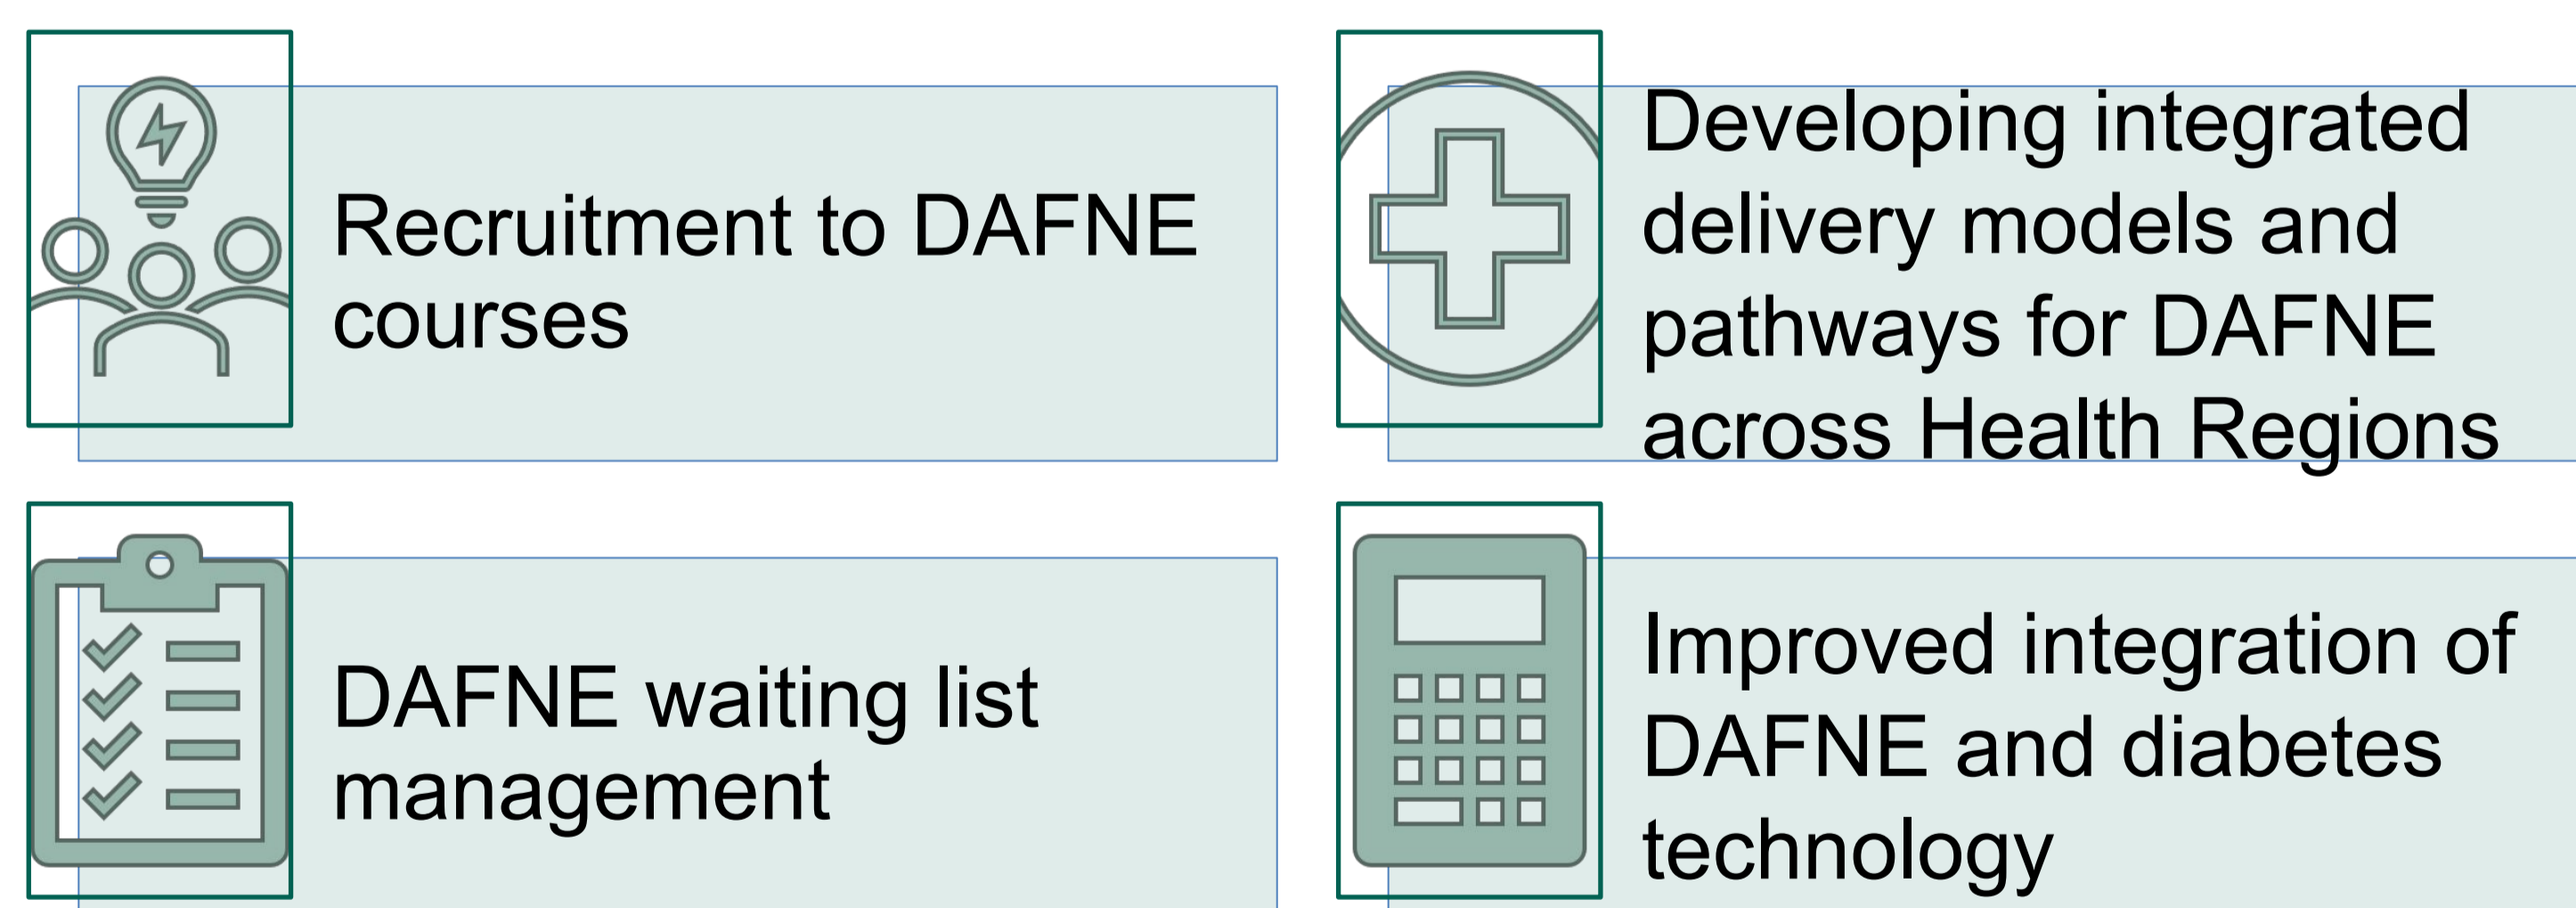 Recruitment to DAFNE
courses
Developing integrated
delivery models and
pathways for DAFNE
across Health Regions
DAFNE waiting list
management
Improved integration of
DAFNE and diabetes
technology